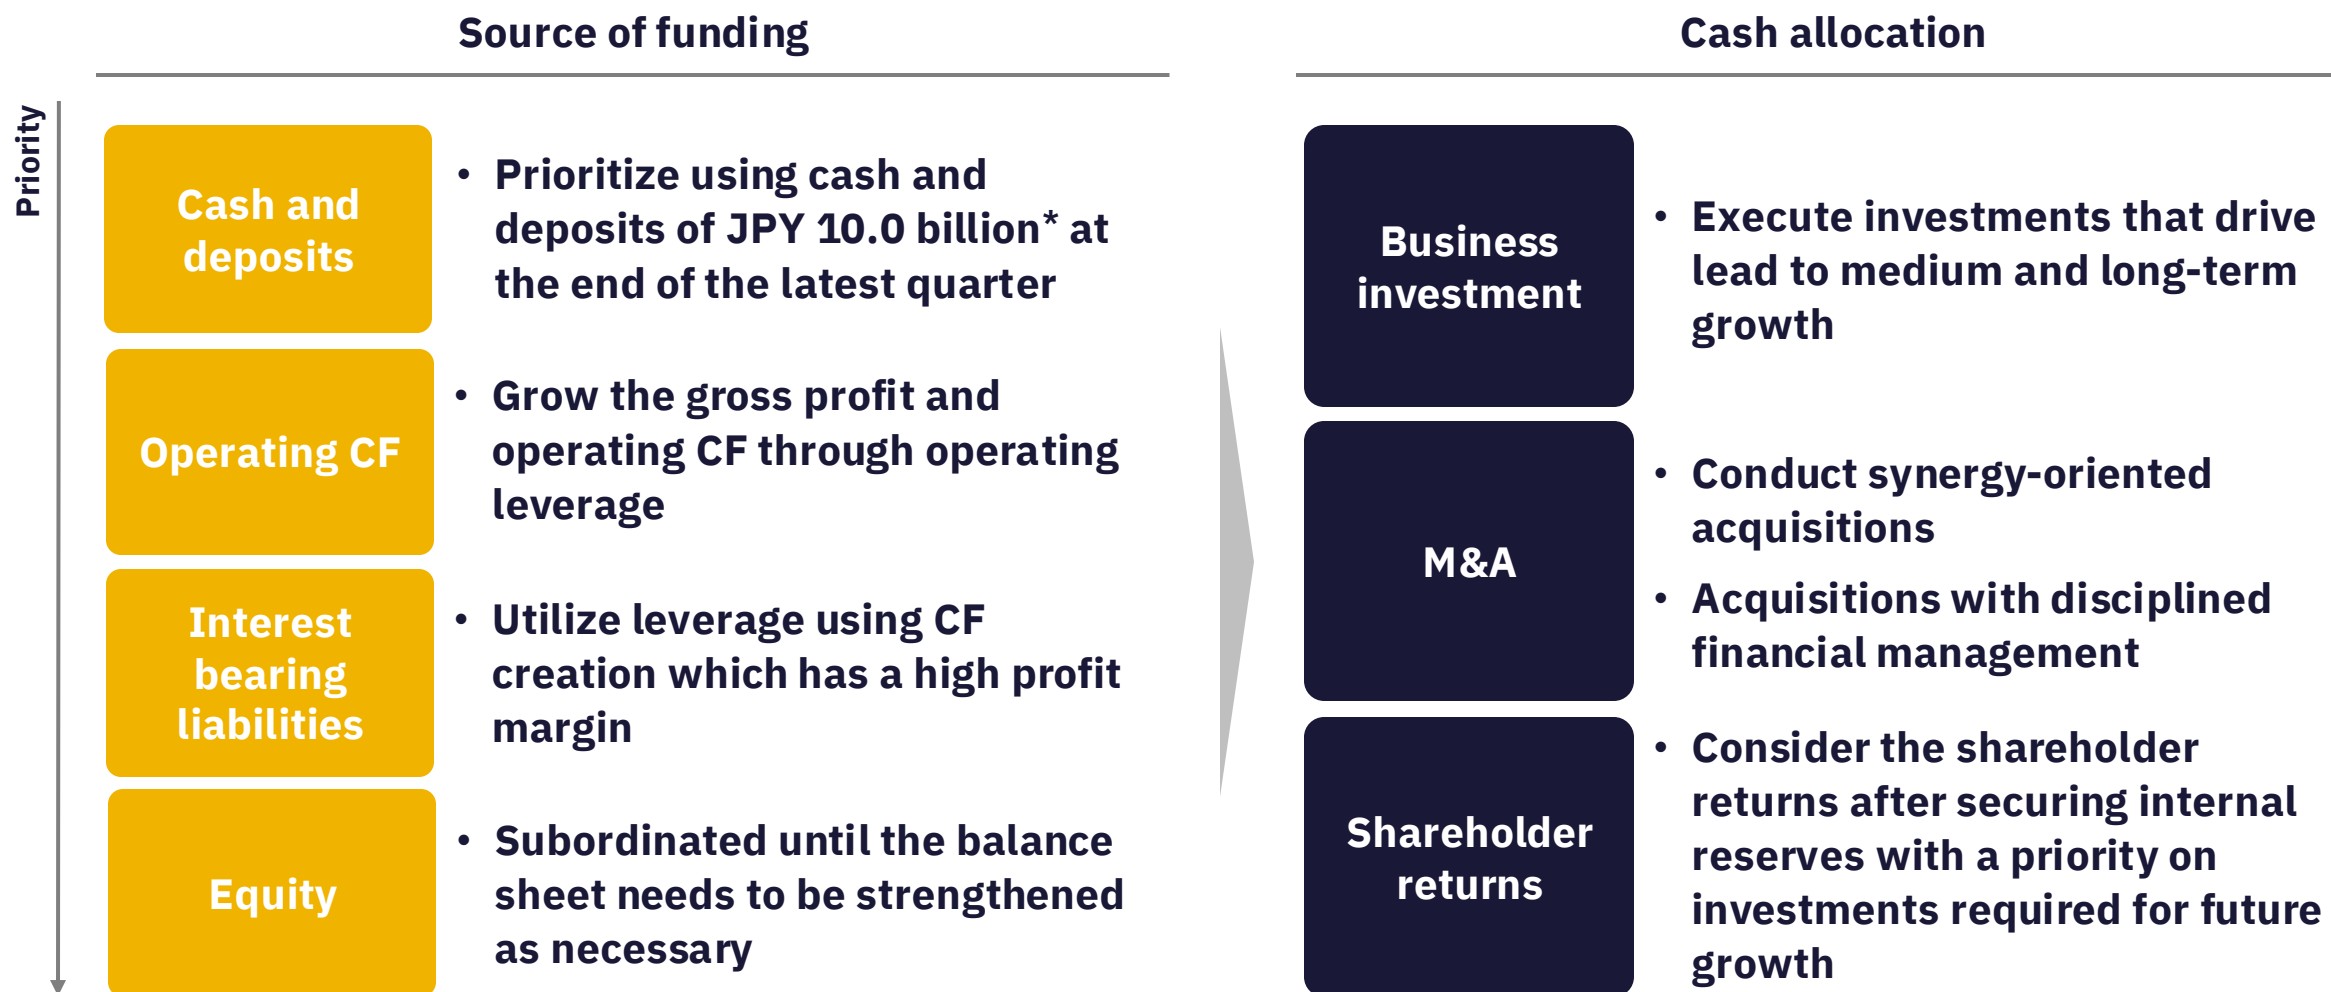 Source of funding
Priority
Cash and
deposits
• Prioritize using cash and
deposits of JPY 10.0 billion* at
the end of the latest quarter
Operating CF
• Grow the gross profit and
operating CF through operating
leverage
Interest
bearing
liabilities
• Utilize leverage using CF
creation which has a high profit
margin
Equity
• Subordinated until the balance
sheet needs to be strengthened
as necessary
Cash allocation
Business
investment
• Execute investments that drive
lead to medium and long-term
growth
M&A
• Conduct synergy-oriented
acquisitions
• Acquisitions with disciplined
financial management
Shareholder
returns
• Consider the shareholder
returns after securing internal
reserves with a priority on
investments required for future
growth